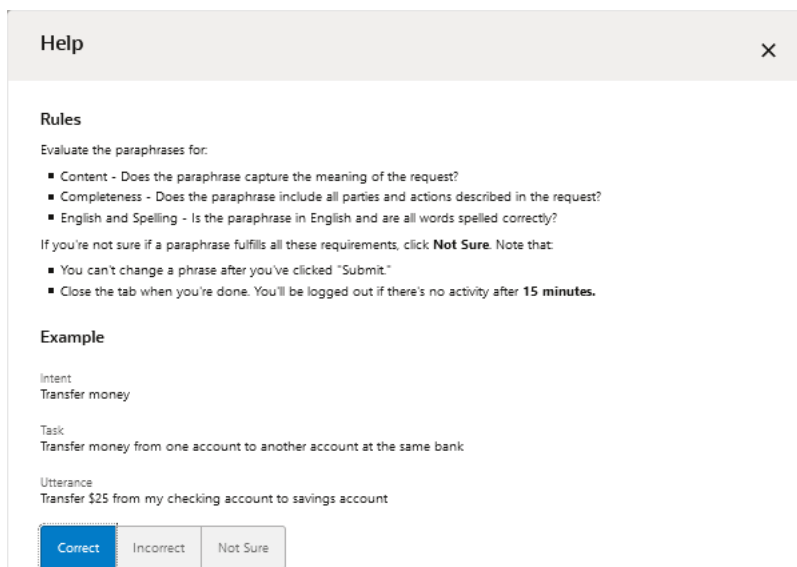 Help
Rules
Evaluate the paraphrases for:
▪ Content - Does the paraphrase capture the meaning of the request?
▪ Completeness - Does the paraphrase include all parties and actions described in the request?
▪ English and Spelling - Is the paraphrase in English and are all words spelled correctly?
If you're not sure if a paraphrase fulfills all these requirements, click Not Sure. Note that:
▪ You can't change a phrase after you've clicked "Submit."
▪ Close the tab when you're done. You'll be logged out if there's no activity after 15 minutes.
Example
Intent
Transfer money
Task
Transfer money from one account to another account at the same bank
Utterance
Transfer $25 from my checking account to savings account
Correct Incorrect Not Sure